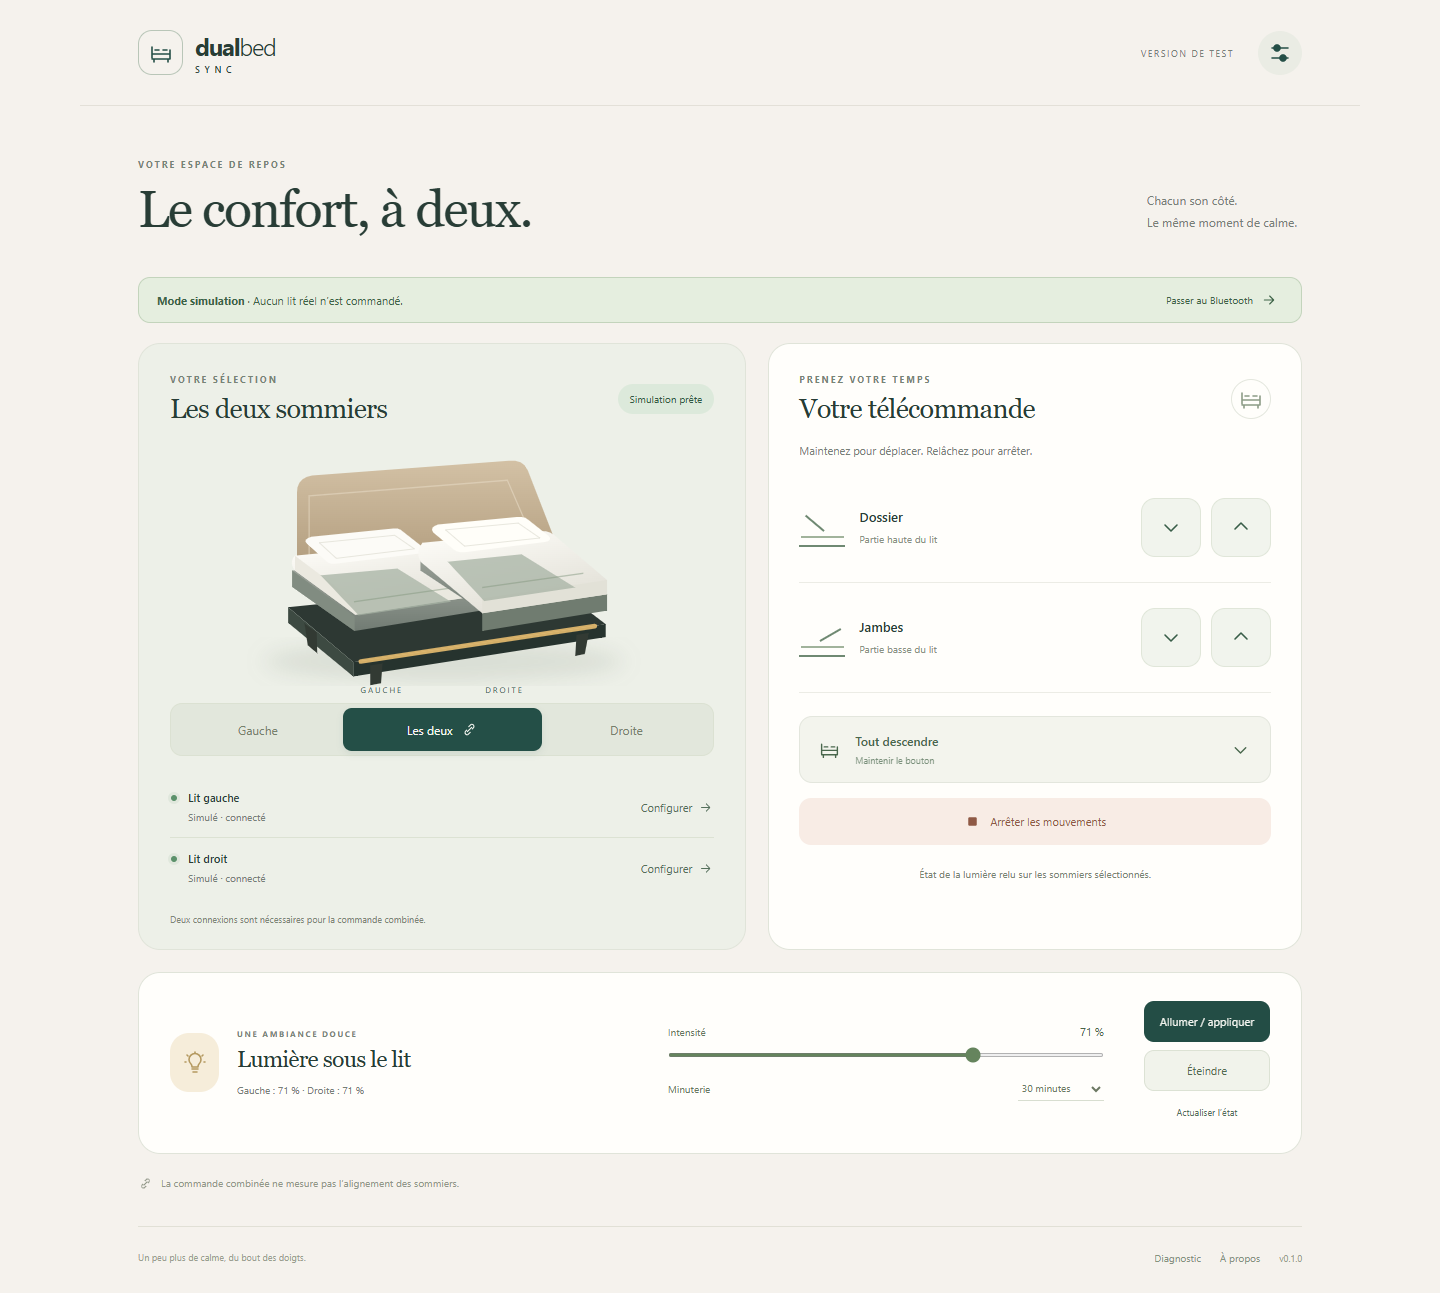 dualbed
SYNC
VERSION DE TEST
VOTRE ESPACE DE REPOS
Le confort, à deux.
Chacun son côté.
Le même moment de calme.
Mode simulation · Aucun lit réel n'est commandé.
Passer au Bluetooth
VOTRE SÉLECTION
Les deux sommiers
Simulation prête
GAUCHE
DROITE
Gauche
Les deux
Droite
Lit gauche
Simulé · connecté
Configurer
Lit droit
Simulé · connecté
Configurer
Deux connexions sont nécessaires pour la commande combinée.
PRENEZ VOTRE TEMPS
Votre télécommande
Maintenez pour déplacer. Relâchez pour arrêter.
Dossier
Partie haute du lit
Jambes
Partie basse du lit
Tout descendre
Maintenir le bouton
Arrêter les mouvements
État de la lumière relu sur les sommiers sélectionnés.
UNE AMBIANCE DOUCE
Lumière sous le lit
Gauche : 71 % · Droite : 71 %
Intensité
71 %
Minuterie
30 minutes
Allumer / appliquer
Éteindre
Actualiser l'état
La commande combinée ne mesure pas l'alignement des sommiers.
Un peu plus de calme, du bout des doigts.
Diagnostic
À propos
v0.1.0